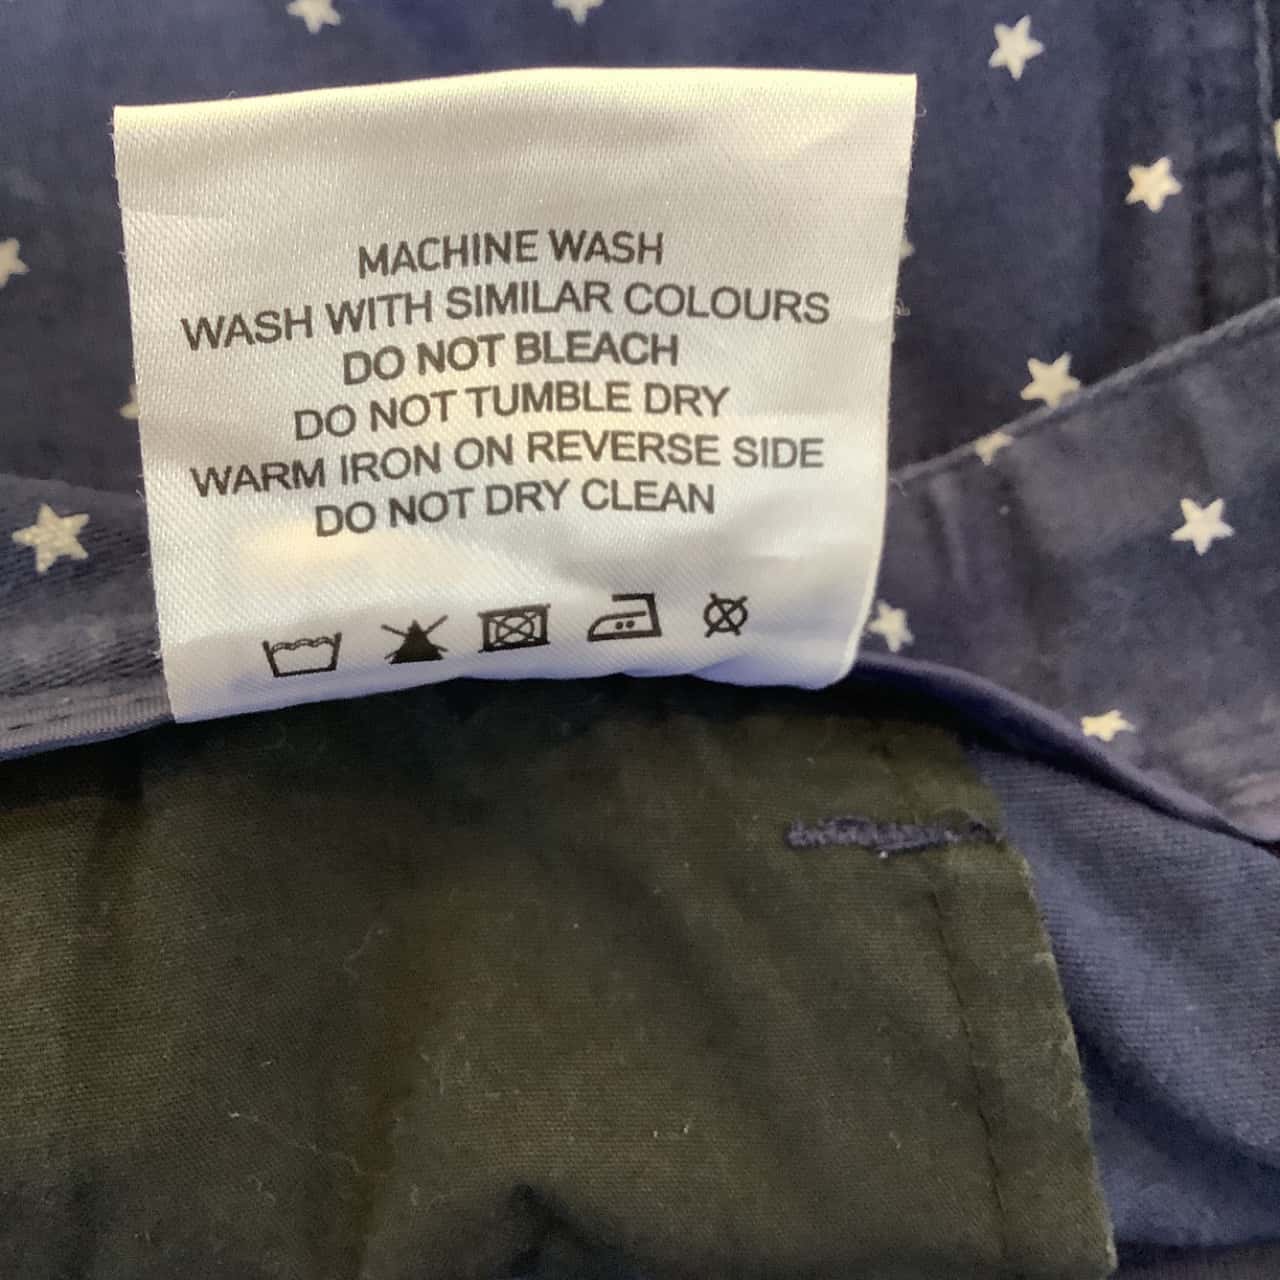 MACHINE WASH
WASH WITH SIMILAR COLOURS
DO NOT BLEACH
DO NOT TUMBLE DRY
WARM IRON ON REVERSE SIDE
DO NOT DRY CLEAN